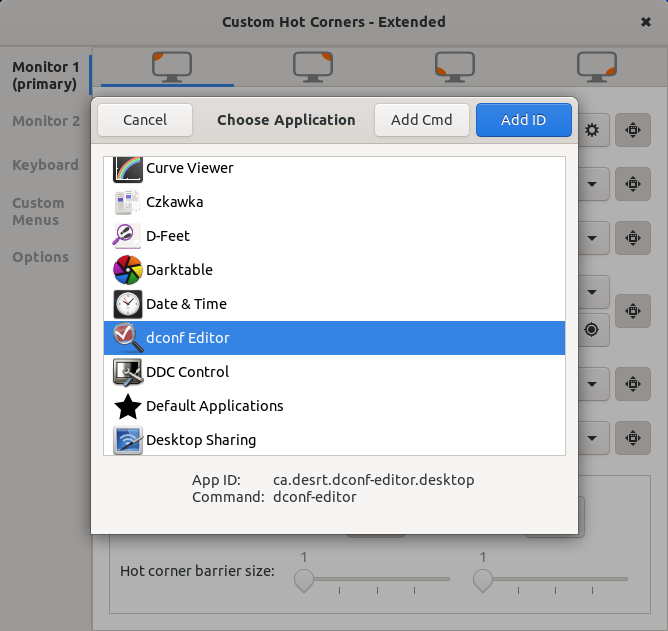 Custom Hot Corners - Extended
Monitor 1
(primary)
Monitor 2
Keyboard
Custom
Menus
Options
Cancel
Choose Application
Add Cmd
Add ID
Curve Viewer
Czkawka
D-Feet
Darktable
Date & Time
dconf Editor
DDC Control
Default Applications
Desktop Sharing
App ID: ca.desrt.dconf-editor.desktop
Command: dconf-editor
1 1
Hot corner barrier size: